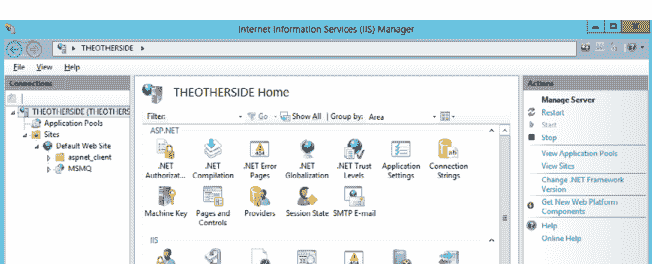 Internet Information Services (IIS) Manager
THEOTHERSIDE
File View Help
Connections
THEOTHERSIDE (THEOTHERS
Application Pools
Sites
Default Web Site
aspnet_client
MSMQ
THEOTHERSIDE Home
Filter: Go Show All Group by: Area
ASP.NET
.NET Authorizat...
.NET Compilation
.NET Error Pages
.NET Globalization
.NET Trust Levels
Application Settings
Connection Strings
Machine Key
Pages and Controls
Providers
Session State
SMTP E-mail
IIS
Actions
Manage Server
Restart
Start
Stop
View Application Pools
View Sites
Change .NET Framework
Version
Get New Web Platform
Components
Help
Online Help